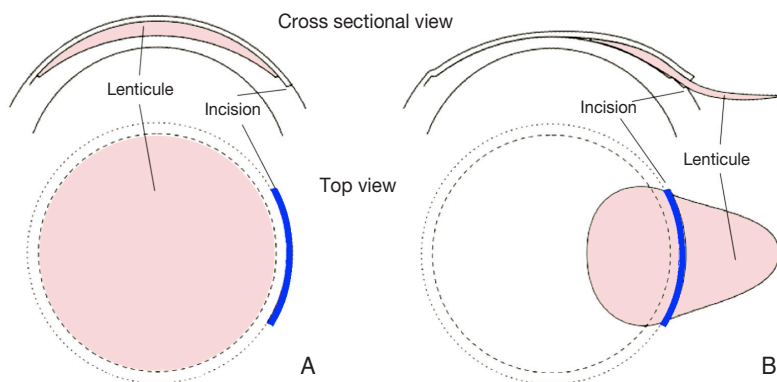 Cross sectional view
Lenticule
Incision
Incision
Lenticule
Top view
A
B